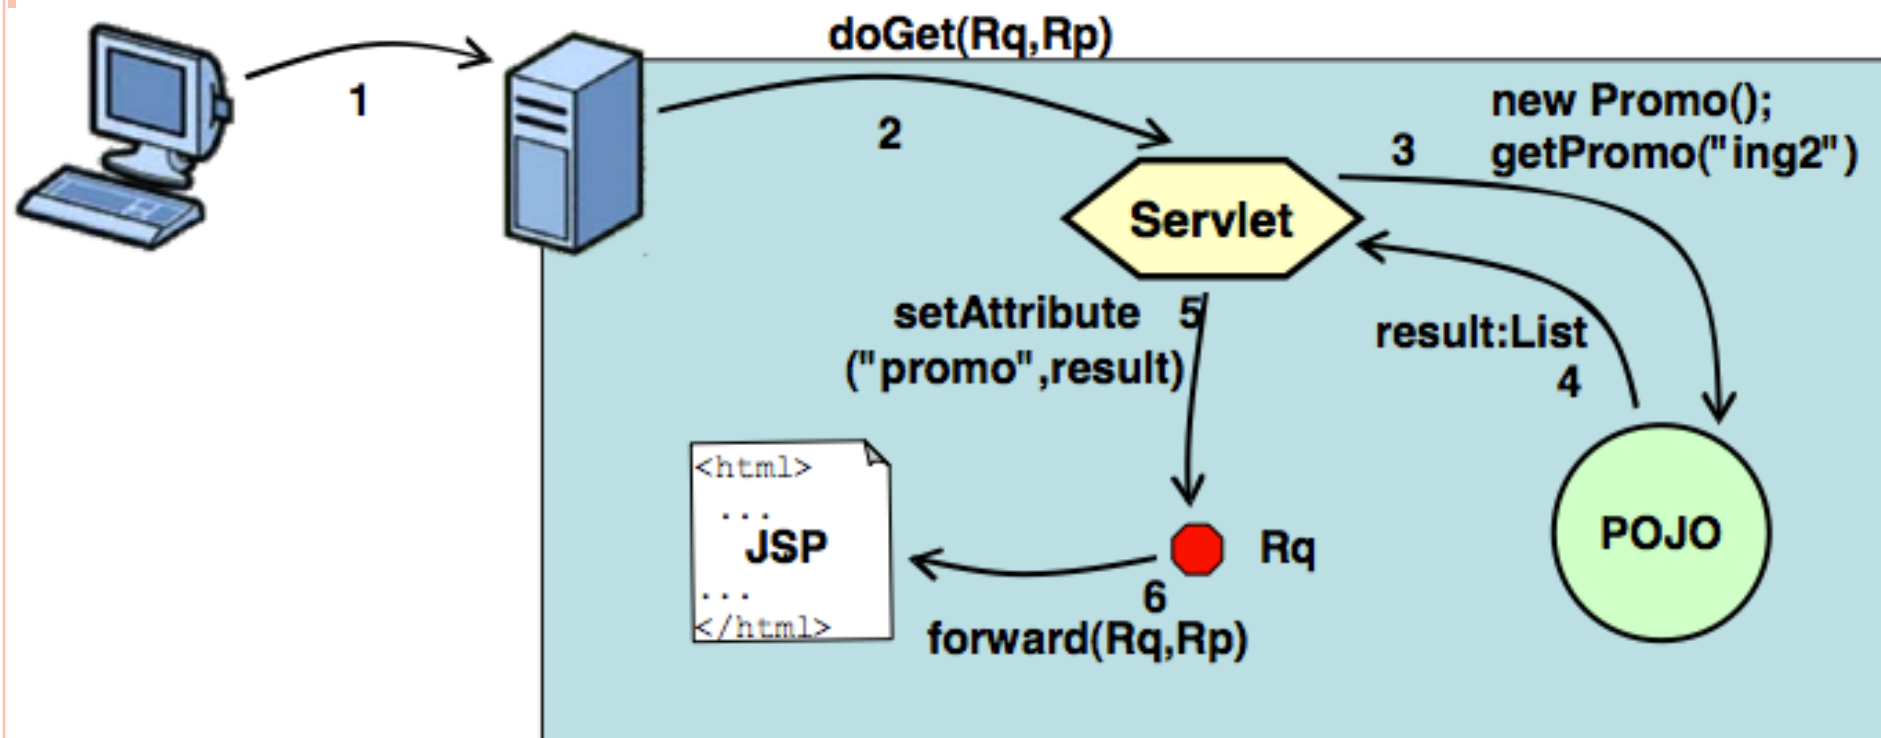 doGet(Rq,Rp)
1
2
new Promo();
3
getPromo("ing2")
Servlet
setAttribute
5
("promo",result)
result:List
4
<html>
...
JSP
...
</html>
Rq
POJO
6
forward(Rq,Rp)